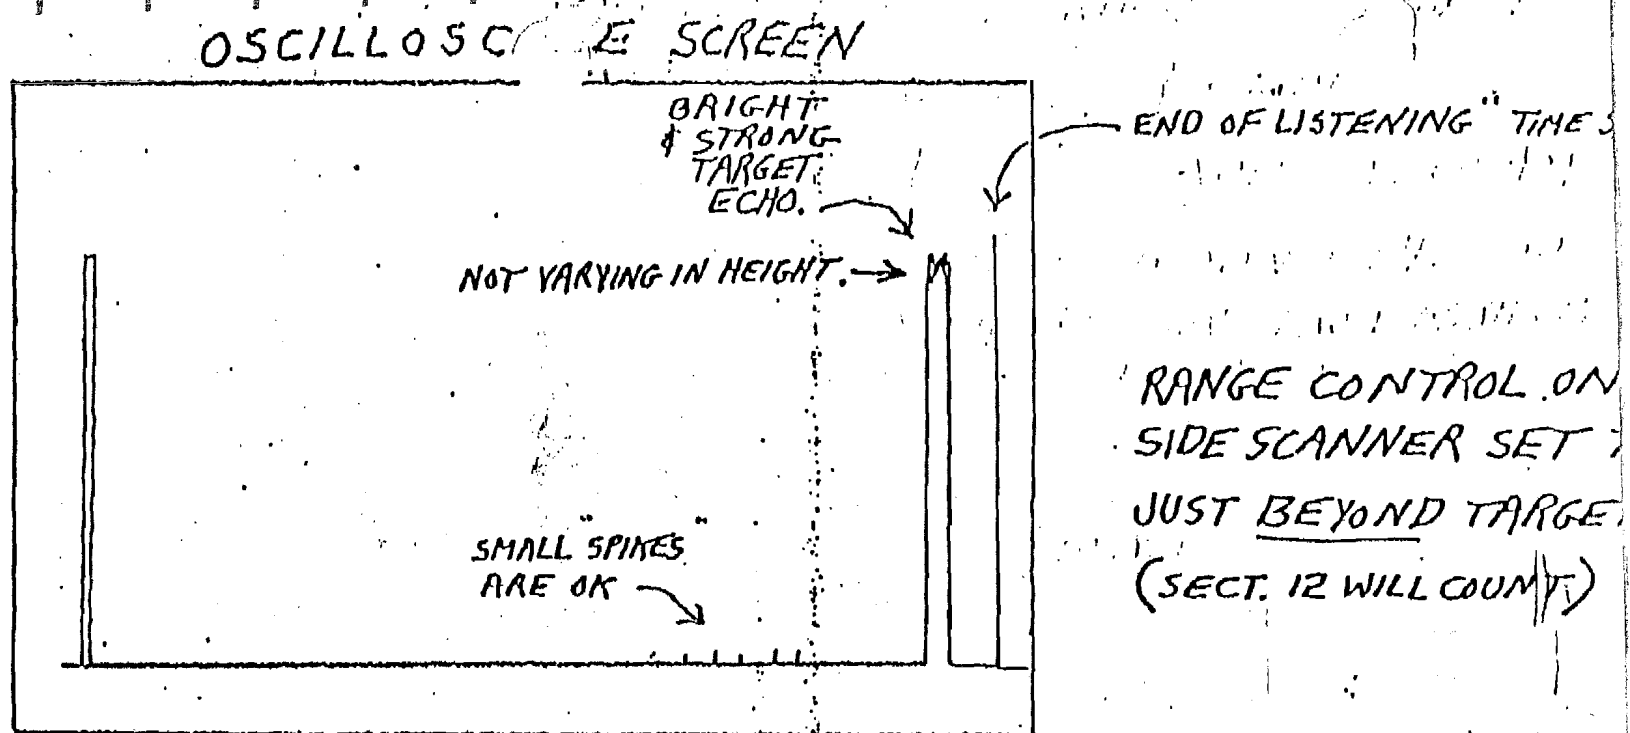 OSCILLOSC E SCREEN
BRIGHT
& STRONG
TARGET
ECHO.
END OF LISTENING" TIME S
NOT VARYING IN HEIGHT.
RANGE CONTROL ON
SIDE SCANNER SET
JUST BEYOND TARGE
(SECT. 12 WILL COUNT)
SMALL "SPIKES"
ARE OK